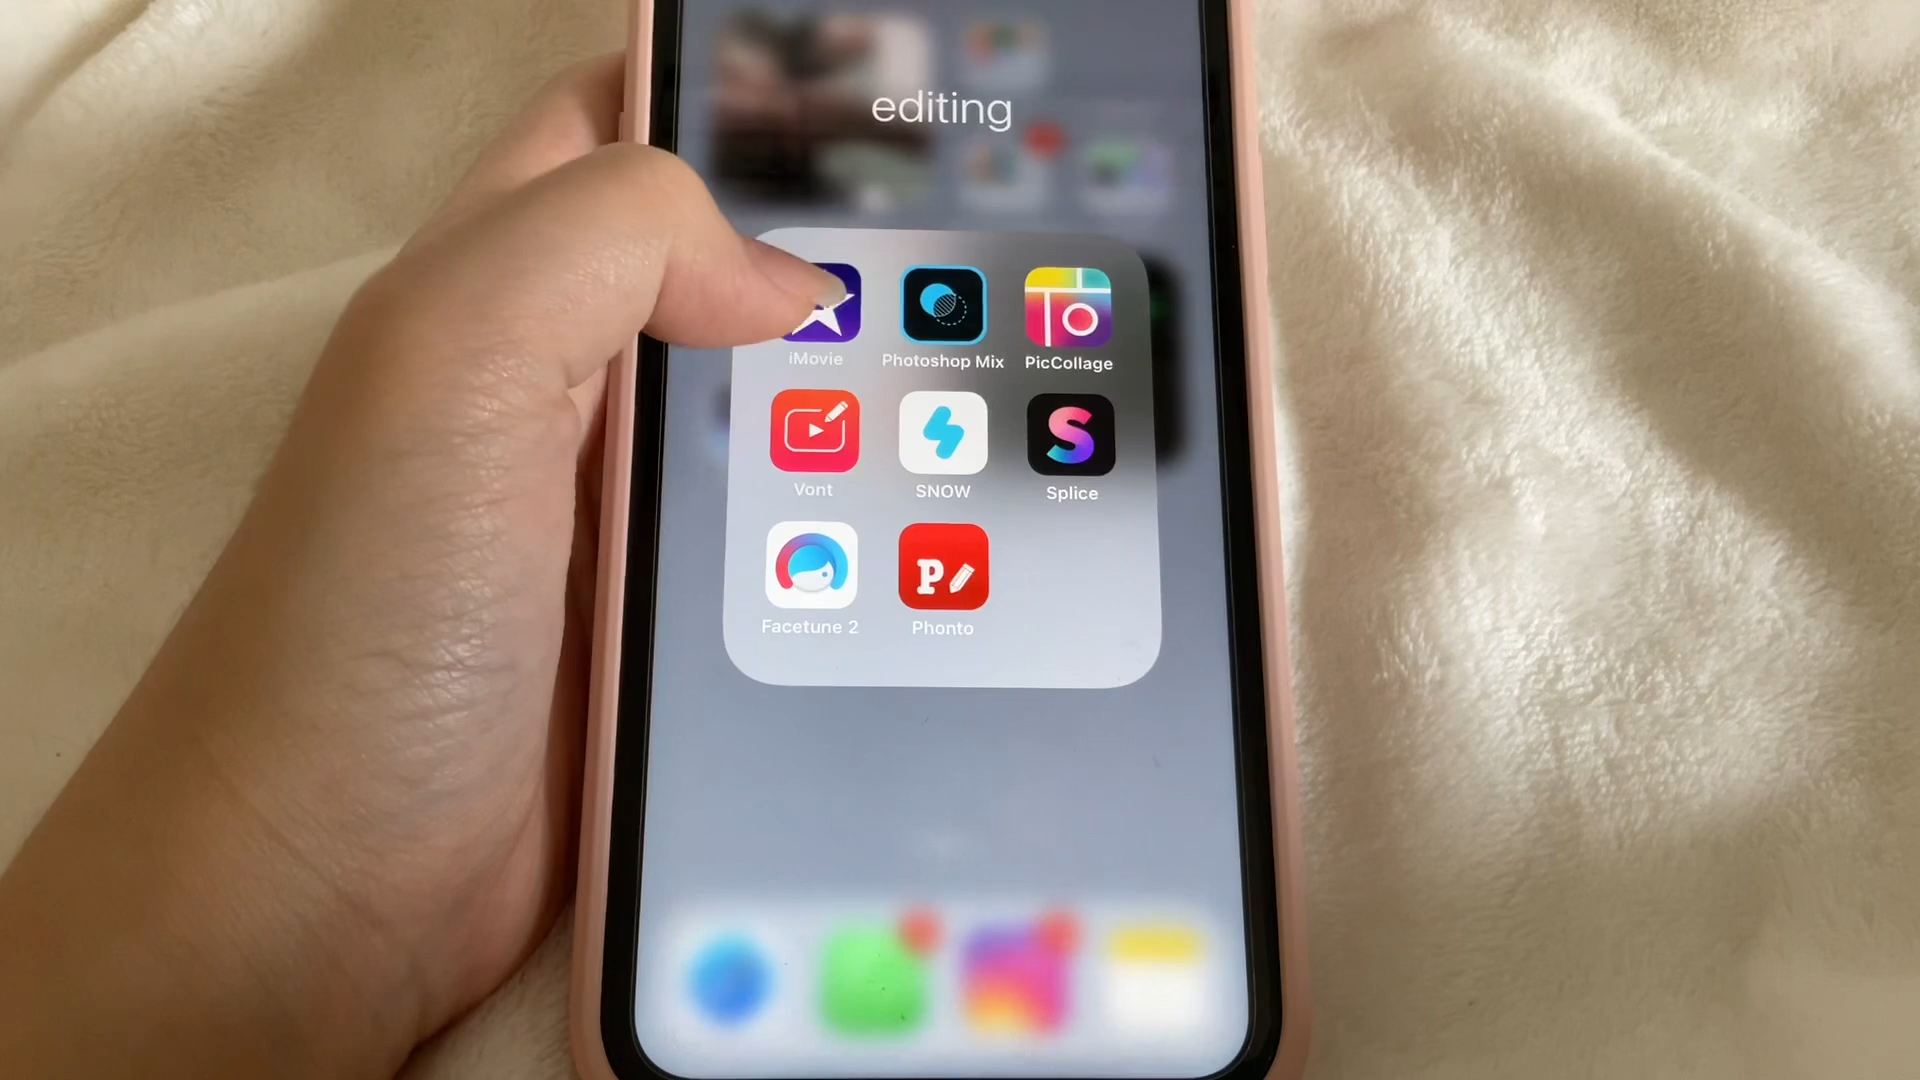 editing
iMovie Photoshop Mix PicCollage
Vont SNOW Splice
Facetune 2 Phonto